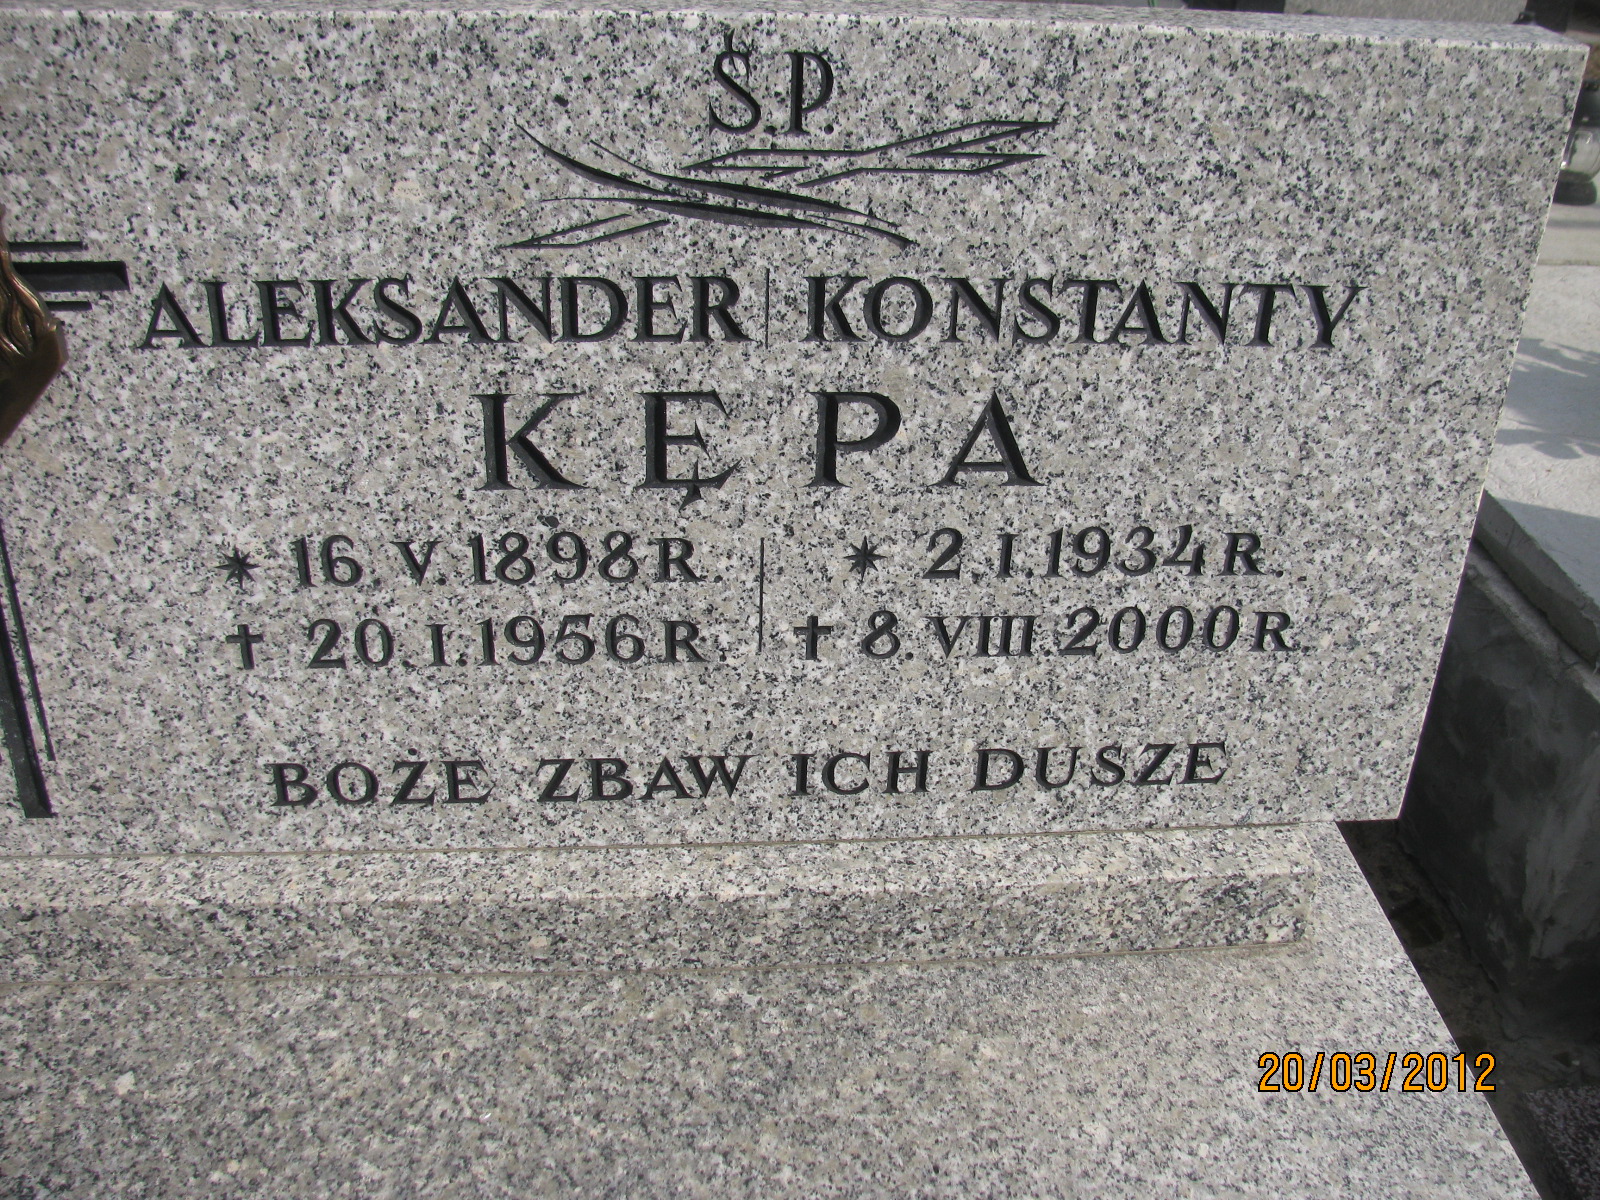 Ś.P.
ALEKSANDER | KONSTANTY
KĘPA
* 16 V. 1898 R. * 2. I. 1934 R.
† 20. I. 1956 R. † 8. VIII. 2000 R.
BOŻE ZBAW ICH DUSZE
20/03/2012